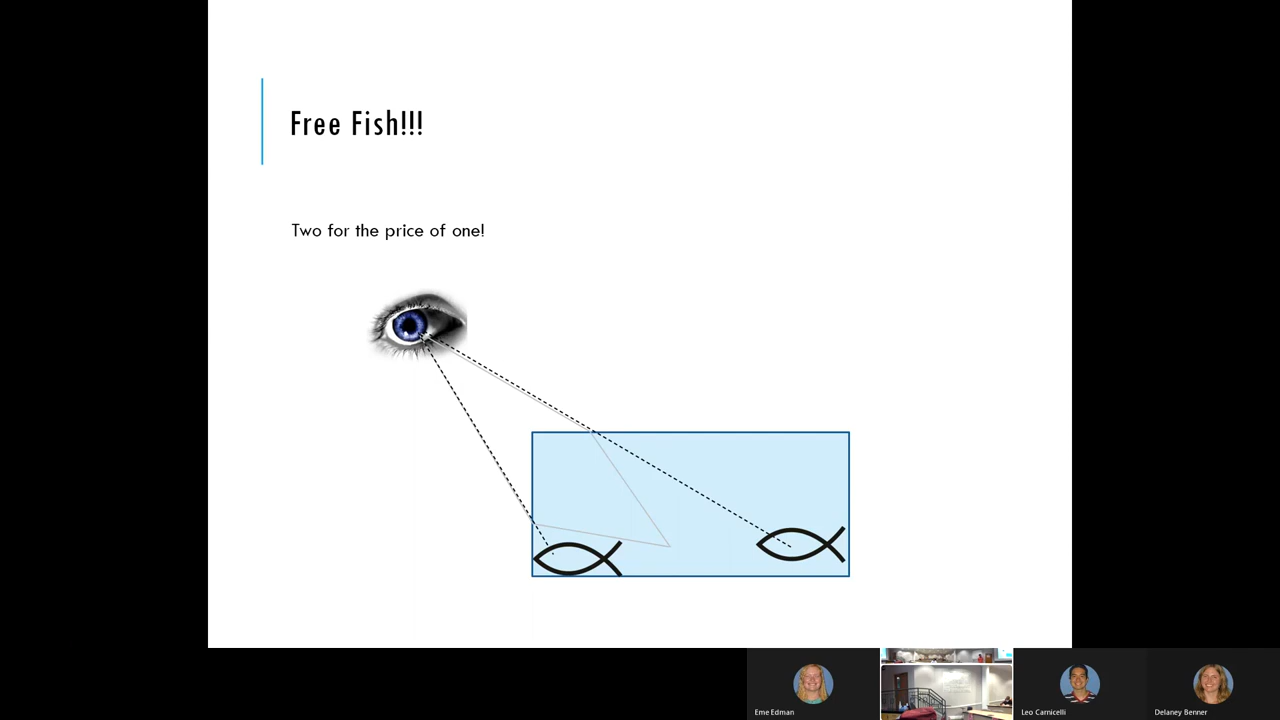 Free Fish!!!
Two for the price of one!
Eme Edman
Leo Carnicelli
Delaney Benner